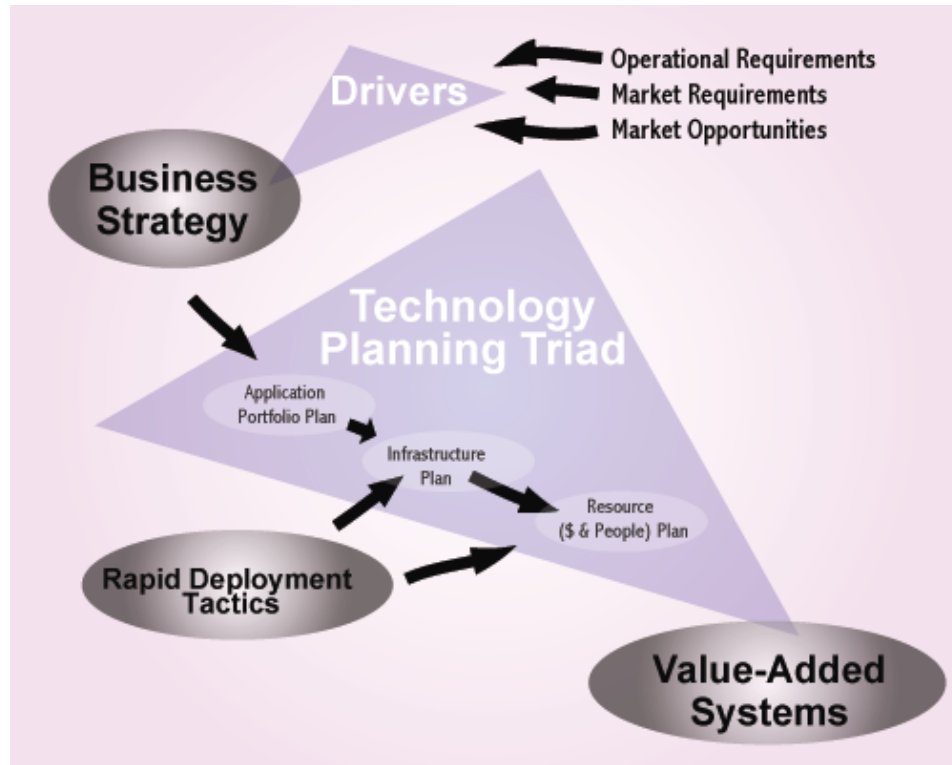 Drivers
Operational Requirements
Market Requirements
Market Opportunities
Business
Strategy
Technology
Planning Triad
Application
Portfolio Plan
Infrastructure
Plan
Resource
($ & People) Plan
Rapid Deployment
Tactics
Value-Added
Systems